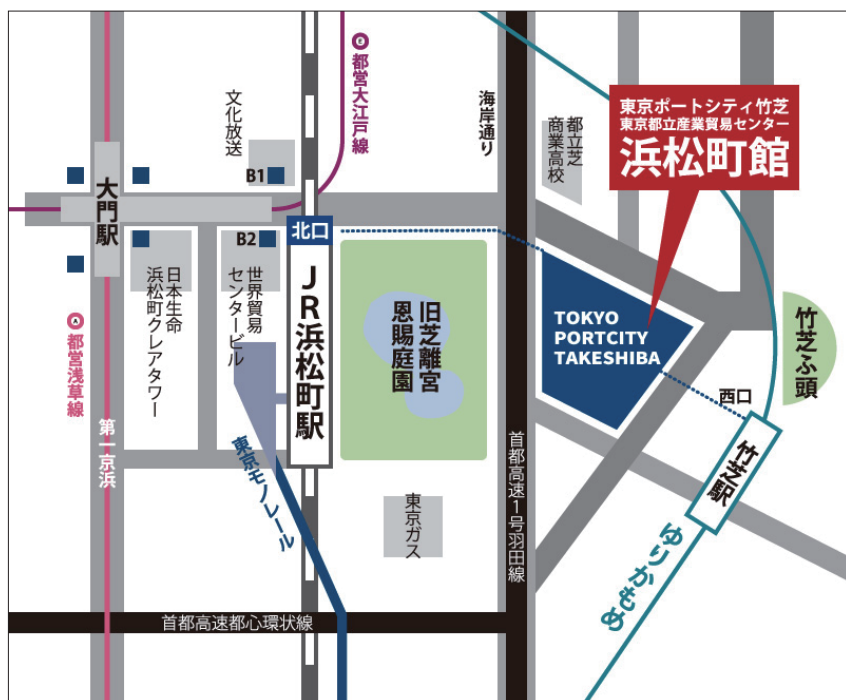 都営大江戸線
文化放送
海岸通り
都立芝
商業高校
東京ポートシティ竹芝
東京都立産業貿易センター
浜松町館
B1
大門駅
北口
B2
日本生命
浜松町クレアタワー
世界貿易
センタービル
JR浜松町駅
旧芝離宮
恩賜庭園
TOKYO
PORTCITY
TAKESHIBA
竹芝ふ頭
都営浅草線
西口
第一京浜
東京モノレール
首都高速1号羽田線
竹芝駅
東京ガス
ゆりかもめ
首都高速都心環状線